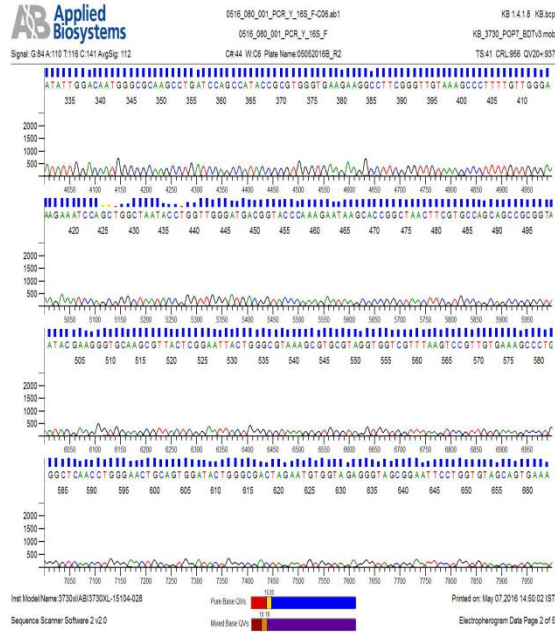 AB Applied Biosystems
0516_080_001_PCR_Y_16S_F-C06.ab1
KB 1.4.1.8 KB.bcp
0516_080_001_PCR_Y_16S_F
KB_3730_POP7_BDTv3.mob
Signal: G:84 A:110 T:116 C:141 AvgSig: 112
C#:44 W:C6 Plate Name:05052016B_R2
TS:41 CRL:956 QV20+:937
ATATTGGACAATGGGCGCAAGCCTGATCCAGCCATACCGCGTGGGTGAAGAAGGCCTTCGGGTTGTAAAGCCCTTTTGTTGGGA
335 340 345 350 355 360 365 370 375 380 385 390 395 400 405 410
2000
1500
1000
500
4050 4100 4150 4200 4250 4300 4350 4400 4450 4500 4550 4600 4650 4700 4750 4800 4850 4900 4950
AAGAAATCCAGCTGGCTAATACCTGGTTGGGATGACGGTACCCAAAGAATAAGCACCGGCTAACTTCGTGCCAGCAGCCGCGGTA
420 425 430 435 440 445 450 455 460 465 470 475 480 485 490 495
2000
1500
1000
500
5050 5100 5150 5200 5250 5300 5350 5400 5450 5500 5550 5600 5650 5700 5750 5800 5850 5900 5950
ATACGAAGGGTGCAAGCGTTACTCGGAATTACTGGGCGTAAAGCGTGCGTAGGTGGTCGTTTAAGTCCGTTGTGAAAGCCCTG
505 510 515 520 525 530 535 540 545 550 555 560 565 570 575 580
2000
1500
1000
500
6050 6100 6150 6200 6250 6300 6350 6400 6450 6500 6550 6600 6650 6700 6750 6800 6850 6900 6950
GGCTCAACCTGGGAACTGCAGTGGATACTGGGCGACTAGAATGTGGTAGAGGGTAGCGGAATTCCTGGTGTAGCAGTGAAA
585 590 595 600 605 610 615 620 625 630 635 640 645 650 655 660
2000
1500
1000
500
7050 7100 7150 7200 7250 7300 7350 7400 7450 7500 7550 7600 7650 7700 7750 7800 7850 7900 7950
Inst Model/Name:3730xl/ABI3730XL-15104-028
Pure Base QVs:
1520
Printed on: May 07,2016 14:50:02 IST
Sequence Scanner Software 2 v2.0
Mixed Base QVs:
Electropherogram Data Page 2 of 5